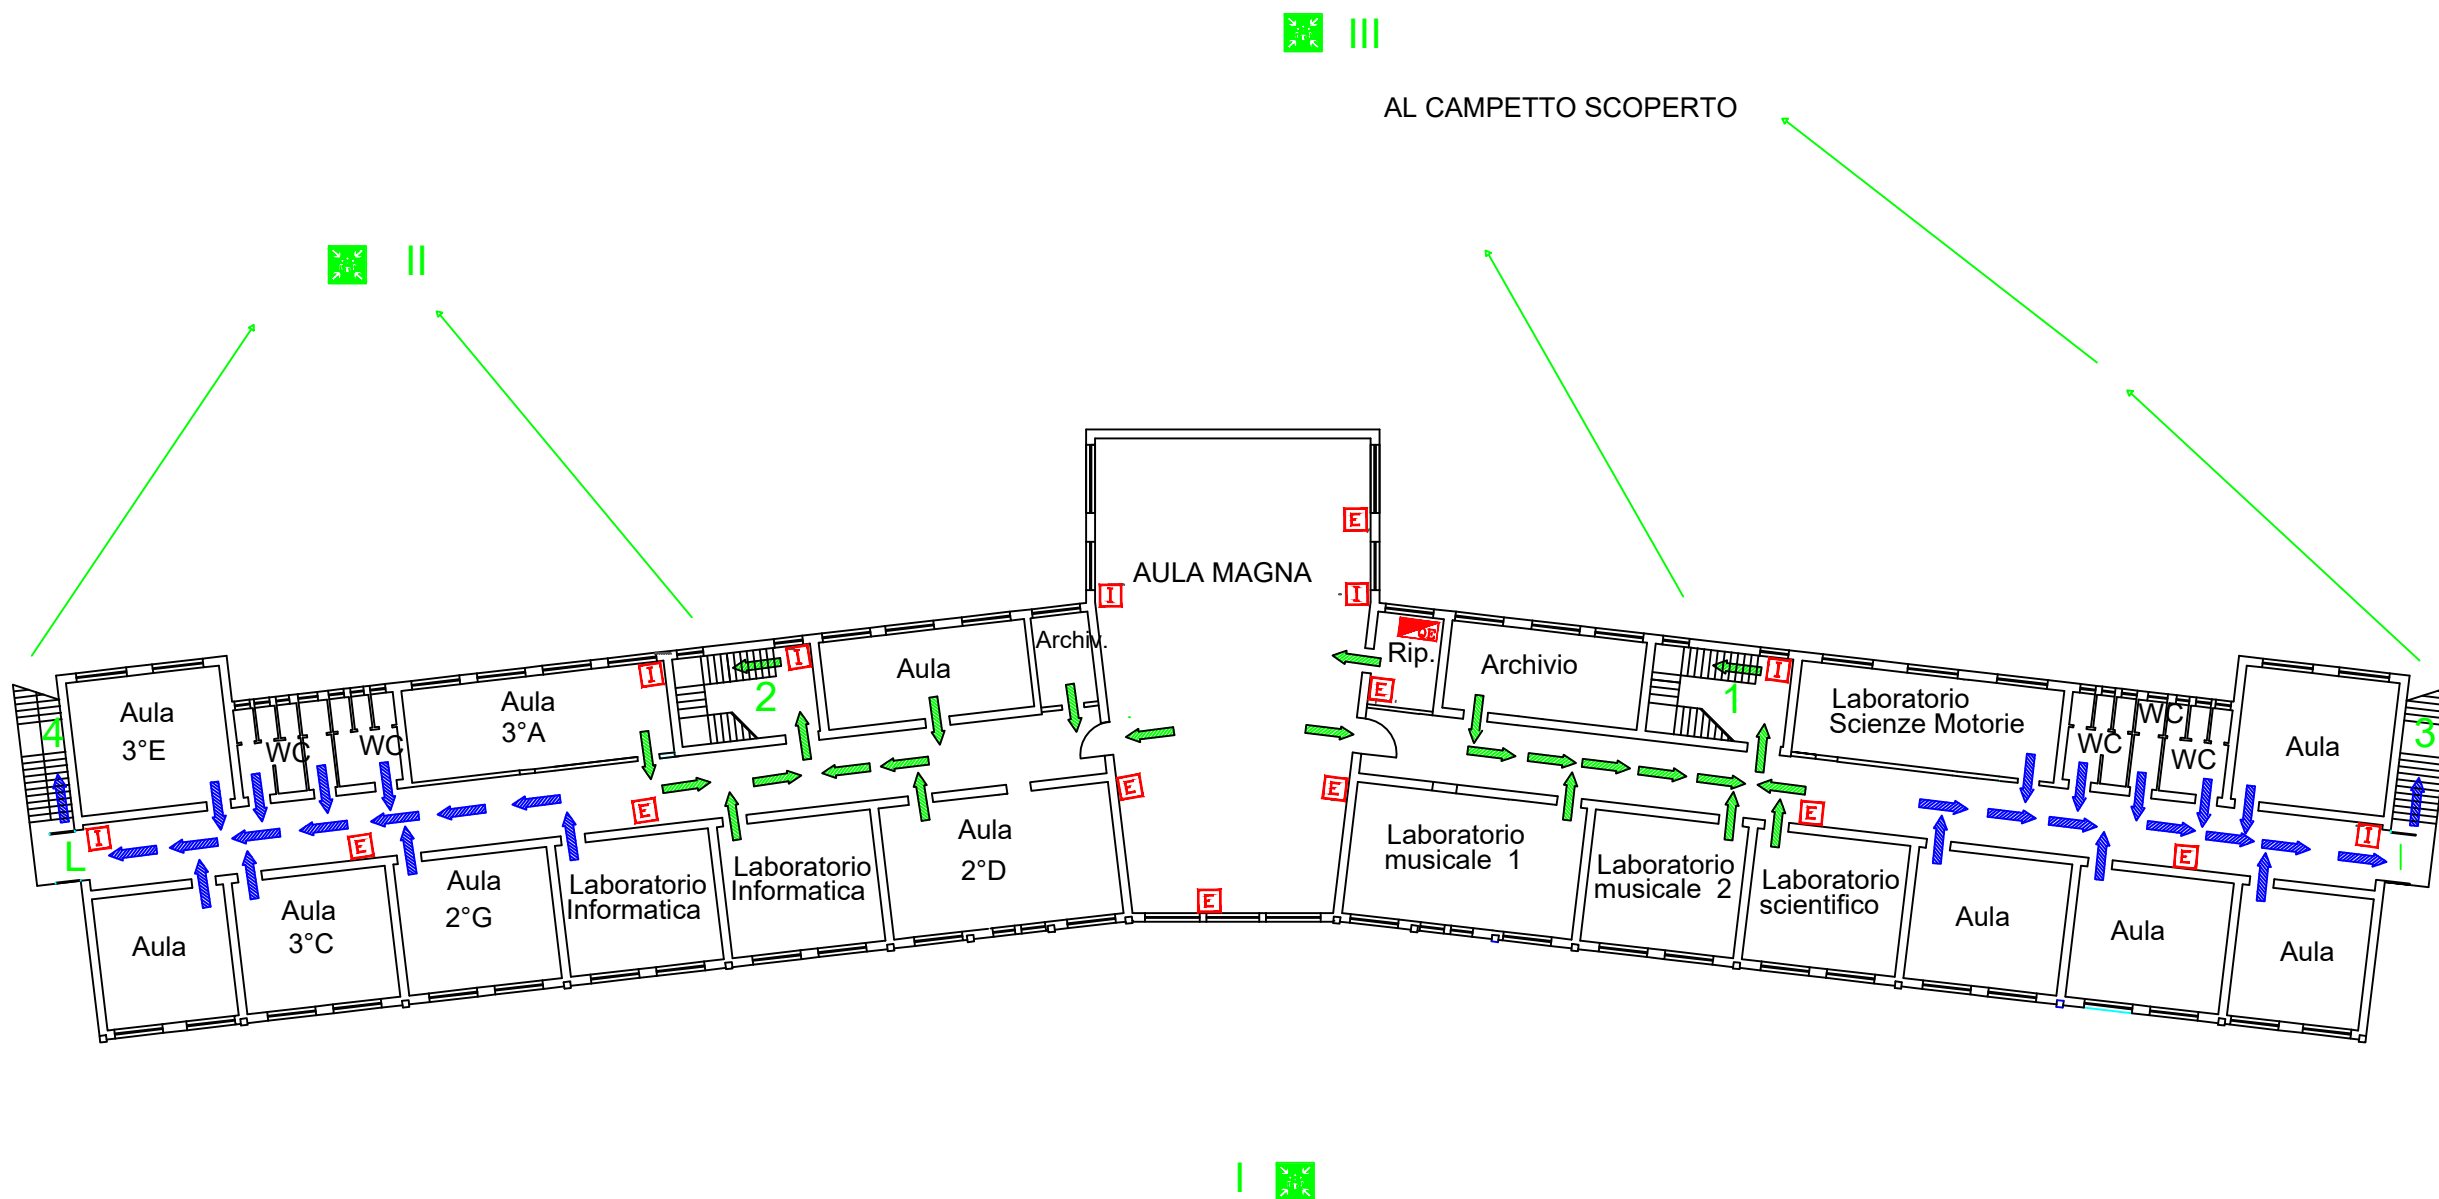 III
AL CAMPETTO SCOPERTO
II
AULA MAGNA
E
I
I
Archiv.
Rip.
QE
E
Archivio
Aula
2
I
I
Aula
3°A
Aula
3°E
4
WC
WC
L
I
E
E
E
E
E
1
I
Laboratorio
Scienze Motorie
WC
WC
WC
Aula
3
I
I
E
E
Aula
Aula
3°C
Aula
2°G
Laboratorio
Informatica
Laboratorio
Informatica
Aula
2°D
Laboratorio
musicale 1
Laboratorio
musicale 2
Laboratorio
scientifico
Aula
Aula
Aula
I